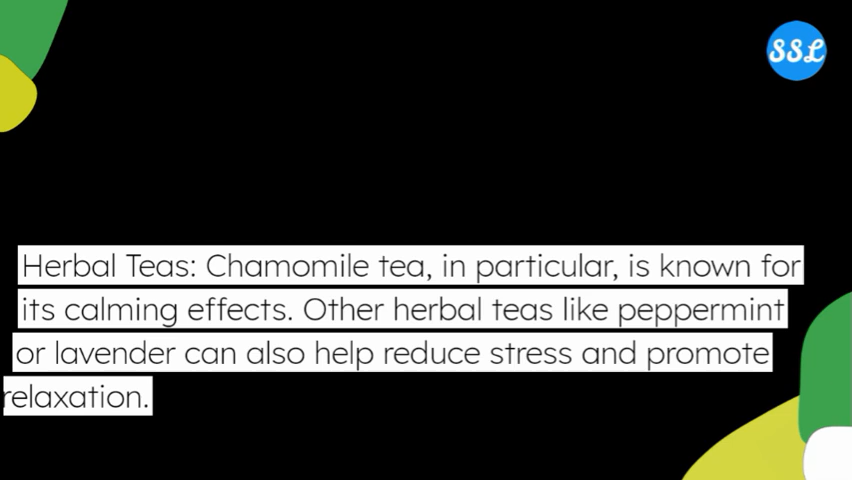 SSL
Herbal Teas: Chamomile tea, in particular, is known for
its calming effects. Other herbal teas like peppermint
or lavender can also help reduce stress and promote
relaxation.